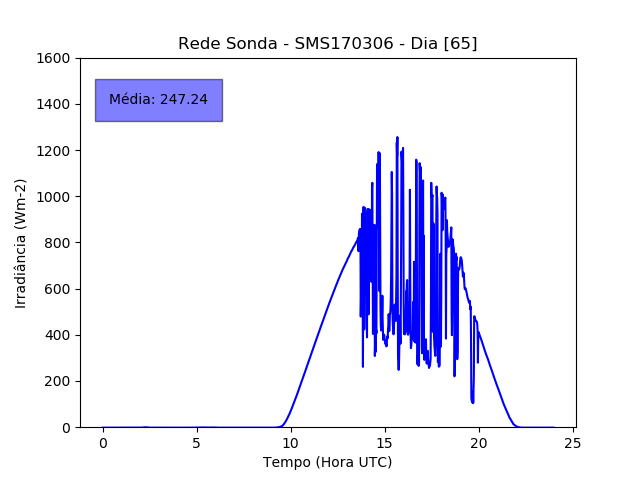 Rede Sonda - SMS170306 - Dia [65]
1600
1400
1200
1000
800
600
400
200
0
Média: 247.24
Irradiância (Wm-2)
0 5 10 15 20 25
Tempo (Hora UTC)